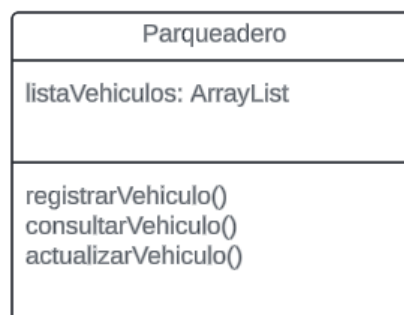 Parqueadero
listaVehiculos: ArrayList
registrarVehiculo()
consultarVehiculo()
actualizarVehiculo()